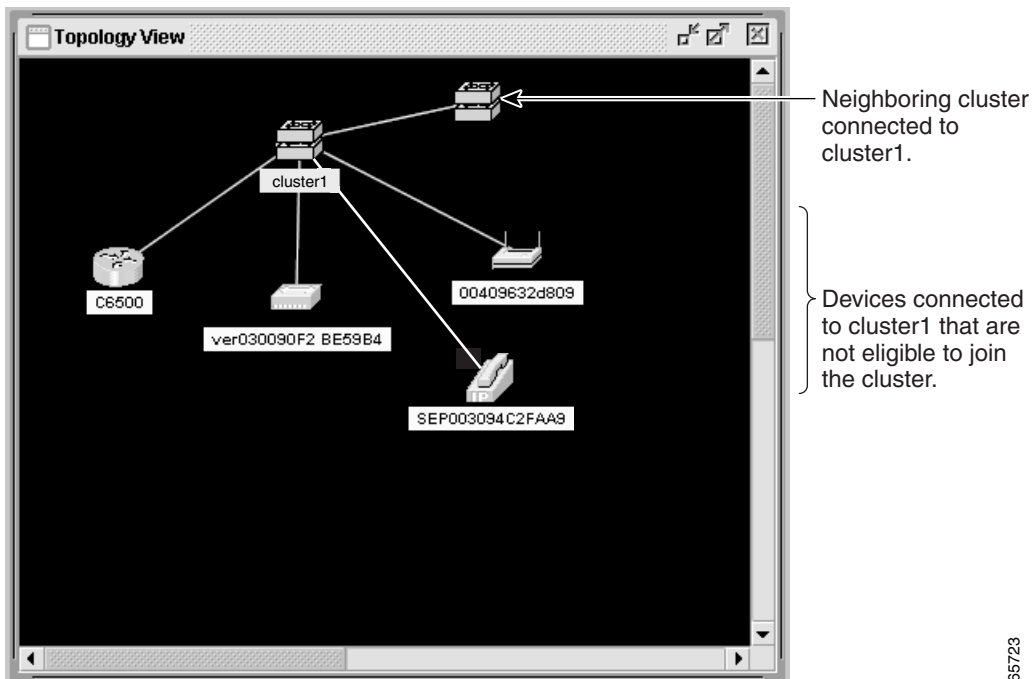 Topology View
Neighboring cluster
connected to
cluster1.
cluster1
C6500
ver030090F2 BE59B4
00409632d809
IP
SEP003094C2FAA9
Devices connected
to cluster1 that are
not eligible to join
the cluster.
65723